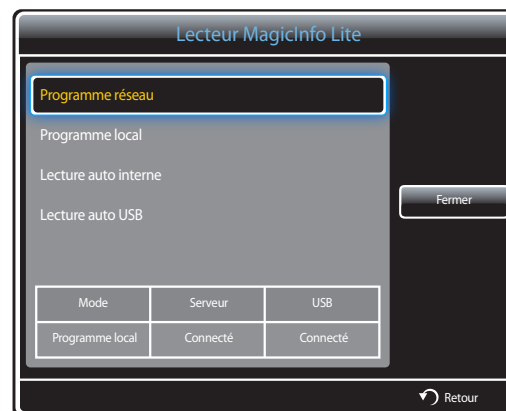 Lecteur MagicInfo Lite
Programme réseau
Programme local
Lecture auto interne
Lecture auto USB
Fermer
Mode Serveur USB
Programme local Connecté Connecté
Retour